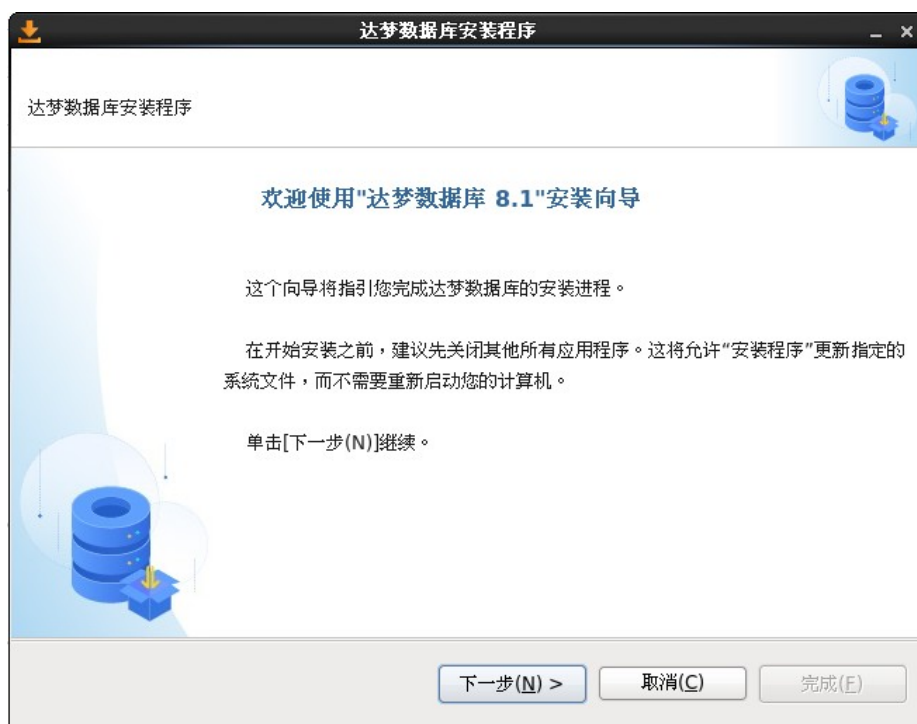 达梦数据库安装程序
达梦数据库安装程序
欢迎使用"达梦数据库 8.1"安装向导
这个向导将指引您完成达梦数据库的安装进程。
在开始安装之前，建议先关闭其他所有应用程序。这将允许“安装程序”更新指定的
系统文件，而不需要重新启动您的计算机。
单击[下一步(N)]继续。
下一步(N) >
取消(C)
完成(F)